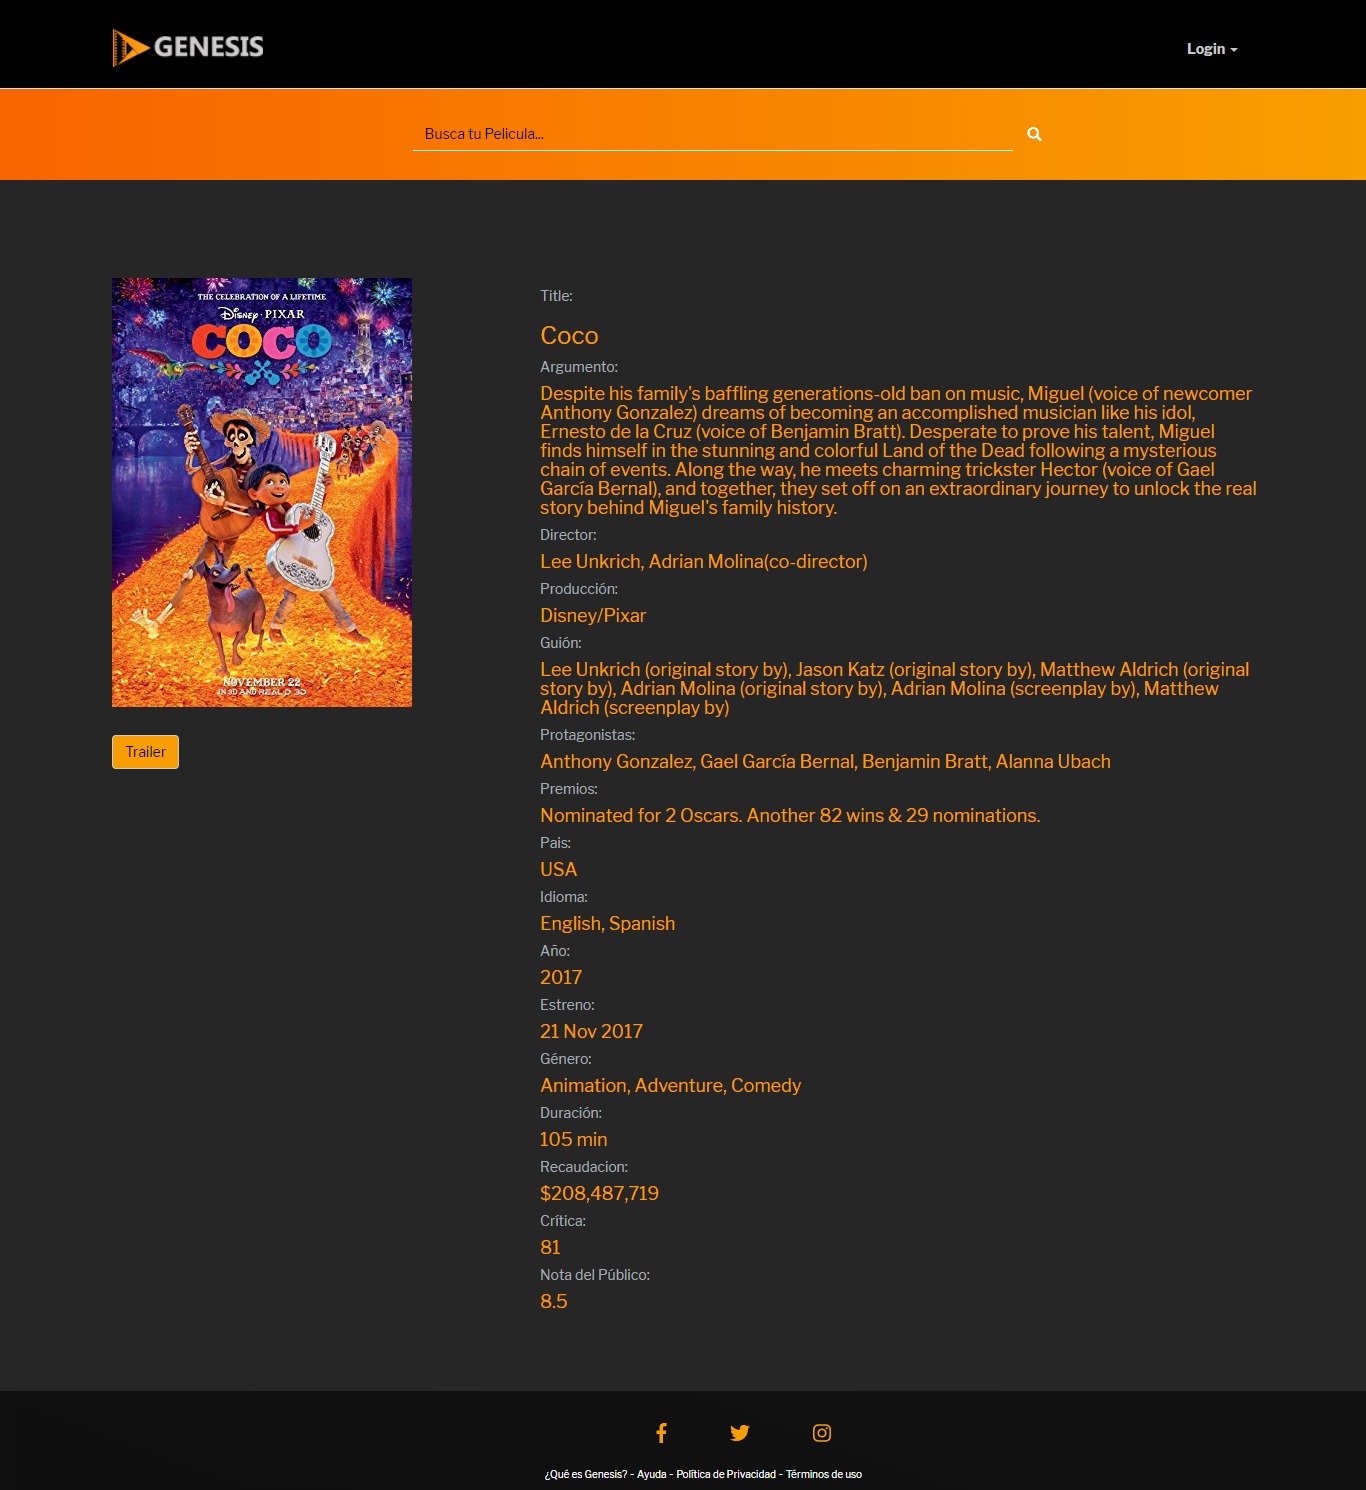 GENESIS
Login
Busca tu Pelicula...
THE CELEBRATION OF A LIFETIME
Disney · PIXAR
COCO
NOVEMBER 22
IN 3D AND REAL D 3D
Trailer
Title:
Coco
Argumento:
Despite his family's baffling generations-old ban on music, Miguel (voice of newcomer
Anthony Gonzalez) dreams of becoming an accomplished musician like his idol,
Ernesto de la Cruz (voice of Benjamin Bratt). Desperate to prove his talent, Miguel
finds himself in the stunning and colorful Land of the Dead following a mysterious
chain of events. Along the way, he meets charming trickster Hector (voice of Gael
García Bernal), and together, they set off on an extraordinary journey to unlock the real
story behind Miguel's family history.
Director:
Lee Unkrich, Adrian Molina(co-director)
Producción:
Disney/Pixar
Guión:
Lee Unkrich (original story by), Jason Katz (original story by), Matthew Aldrich (original
story by), Adrian Molina (original story by), Adrian Molina (screenplay by), Matthew
Aldrich (screenplay by)
Protagonistas:
Anthony Gonzalez, Gael García Bernal, Benjamin Bratt, Alanna Ubach
Premios:
Nominated for 2 Oscars. Another 82 wins & 29 nominations.
Pais:
USA
Idioma:
English, Spanish
Año:
2017
Estreno:
21 Nov 2017
Género:
Animation, Adventure, Comedy
Duración:
105 min
Recaudacion:
$208,487,719
Crítica:
81
Nota del Público:
8.5
¿Qué es Genesis? - Ayuda - Política de Privacidad - Términos de uso